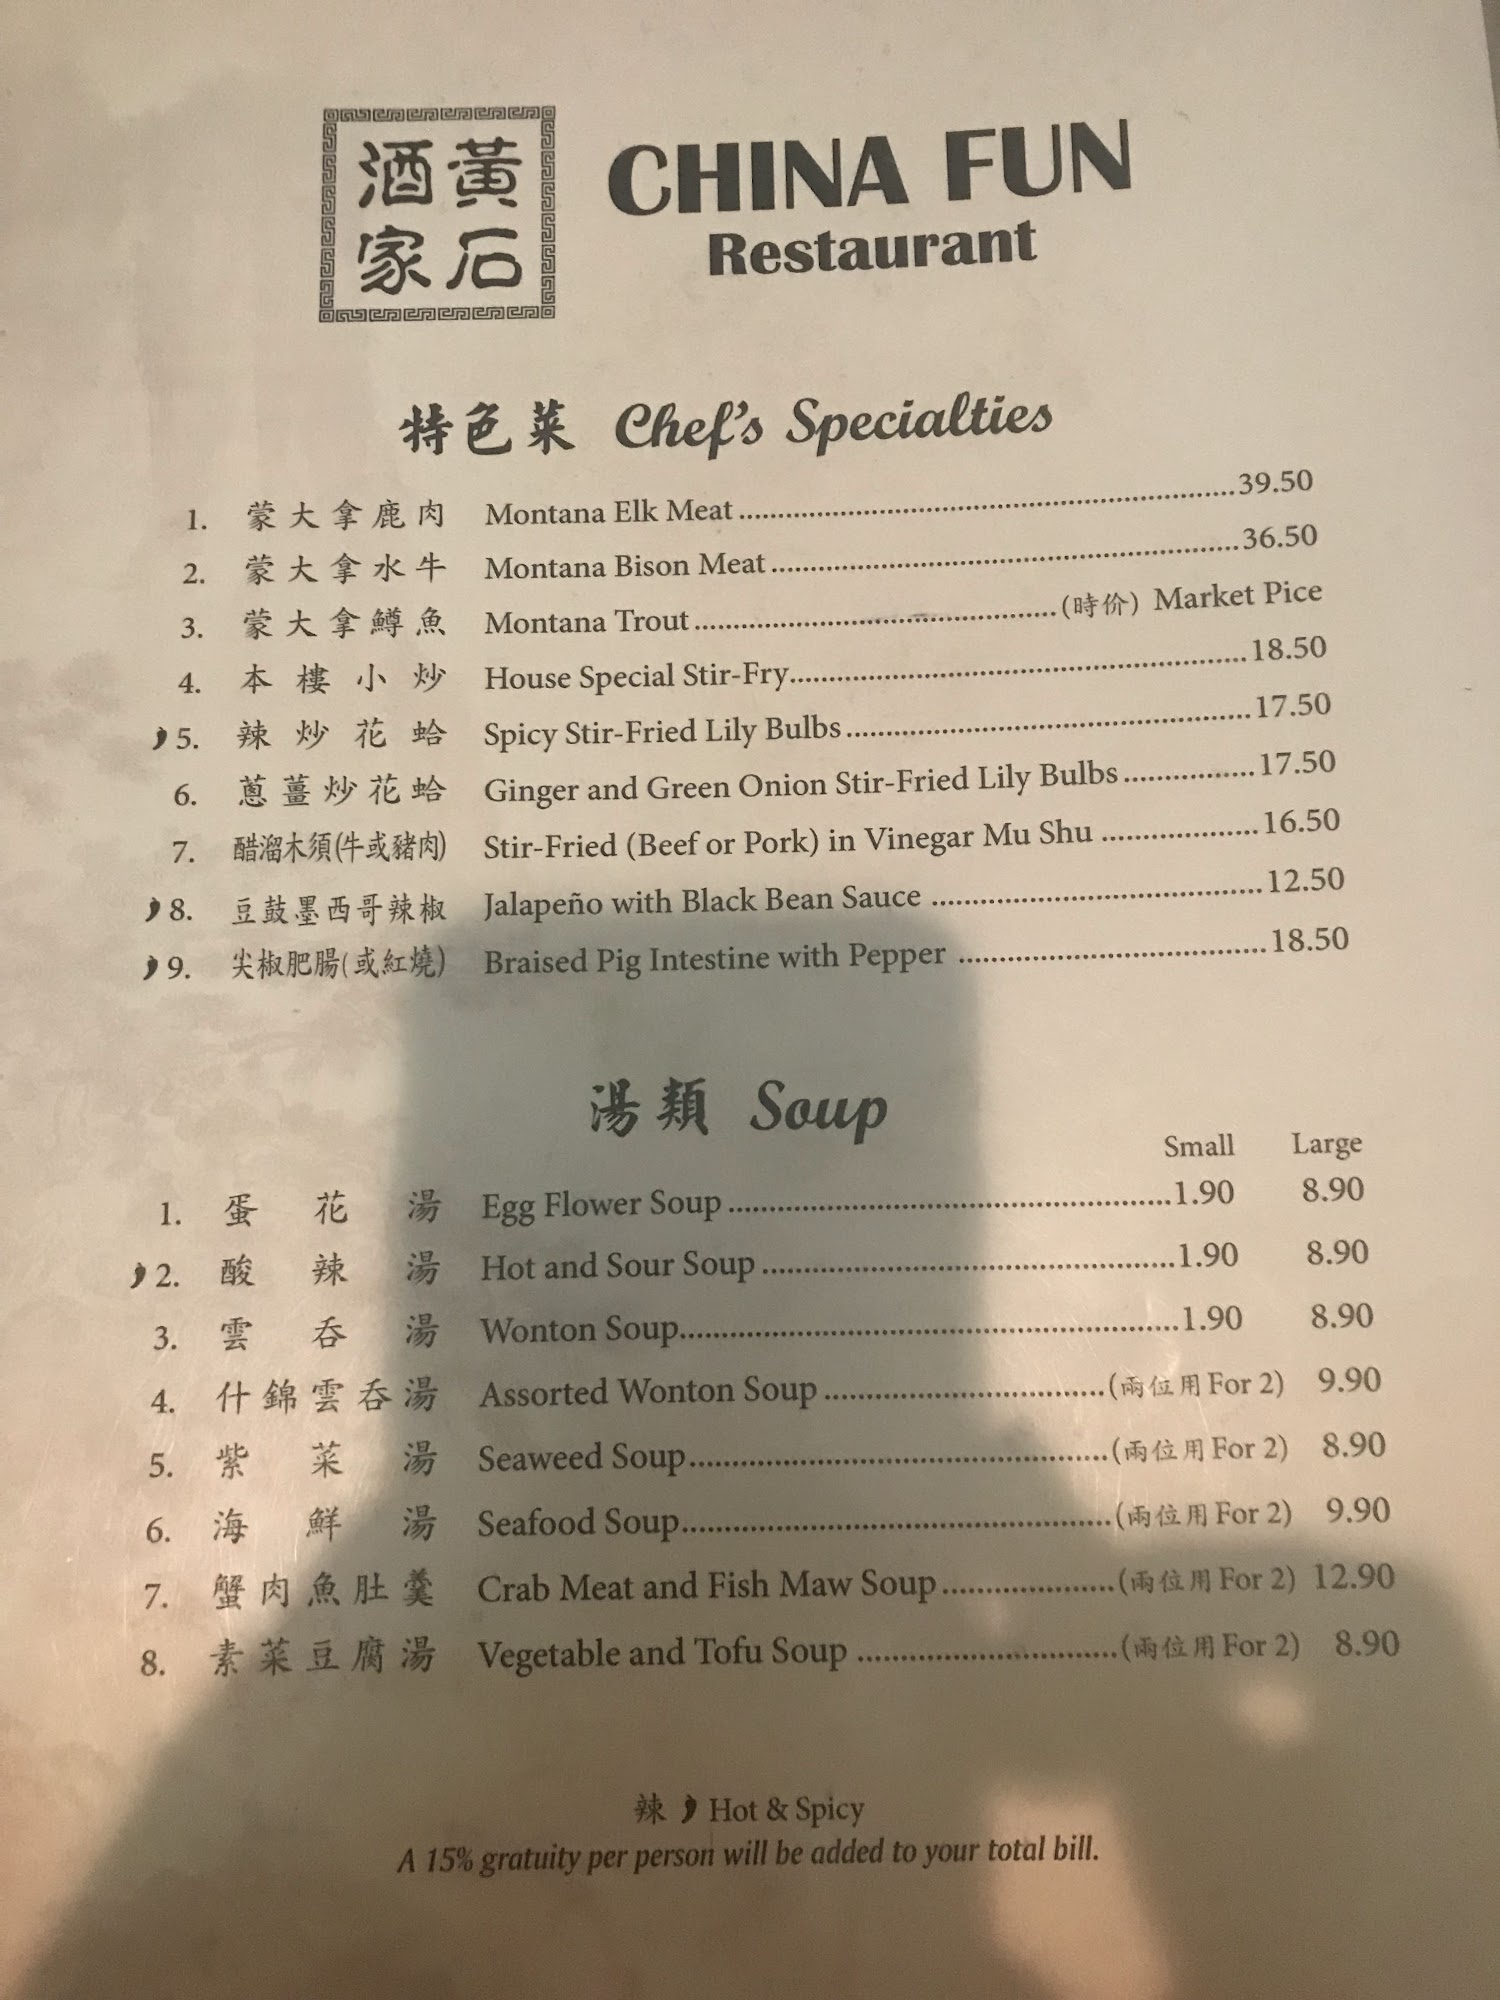 黃石
酒家
CHINA FUN
Restaurant
特色菜 Chef's Specialties
1. 蒙大拿鹿肉 Montana Elk Meat 39.50
2. 蒙大拿水牛 Montana Bison Meat 36.50
3. 蒙大拿鱒魚 Montana Trout (時价) Market Pice
4. 本樓小炒 House Special Stir-Fry 18.50
5. 辣炒花蛤 Spicy Stir-Fried Lily Bulbs 17.50
6. 蔥薑炒花蛤 Ginger and Green Onion Stir-Fried Lily Bulbs 17.50
7. 醋溜木須(牛或豬肉) Stir-Fried (Beef or Pork) in Vinegar Mu Shu 16.50
8. 豆鼓墨西哥辣椒 Jalapeño with Black Bean Sauce 12.50
9. 尖椒肥腸(或紅燒) Braised Pig Intestine with Pepper 18.50
湯類 Soup
Small Large
1. 蛋花湯 Egg Flower Soup 1.90 8.90
2. 酸辣湯 Hot and Sour Soup 1.90 8.90
3. 雲吞湯 Wonton Soup 1.90 8.90
4. 什錦雲吞湯 Assorted Wonton Soup (兩位用 For 2) 9.90
5. 紫菜湯 Seaweed Soup (兩位用 For 2) 8.90
6. 海鮮湯 Seafood Soup (兩位用 For 2) 9.90
7. 蟹肉魚肚羹 Crab Meat and Fish Maw Soup (兩位用 For 2) 12.90
8. 素菜豆腐湯 Vegetable and Tofu Soup (兩位用 For 2) 8.90
辣 Hot & Spicy
A 15% gratuity per person will be added to your total bill.